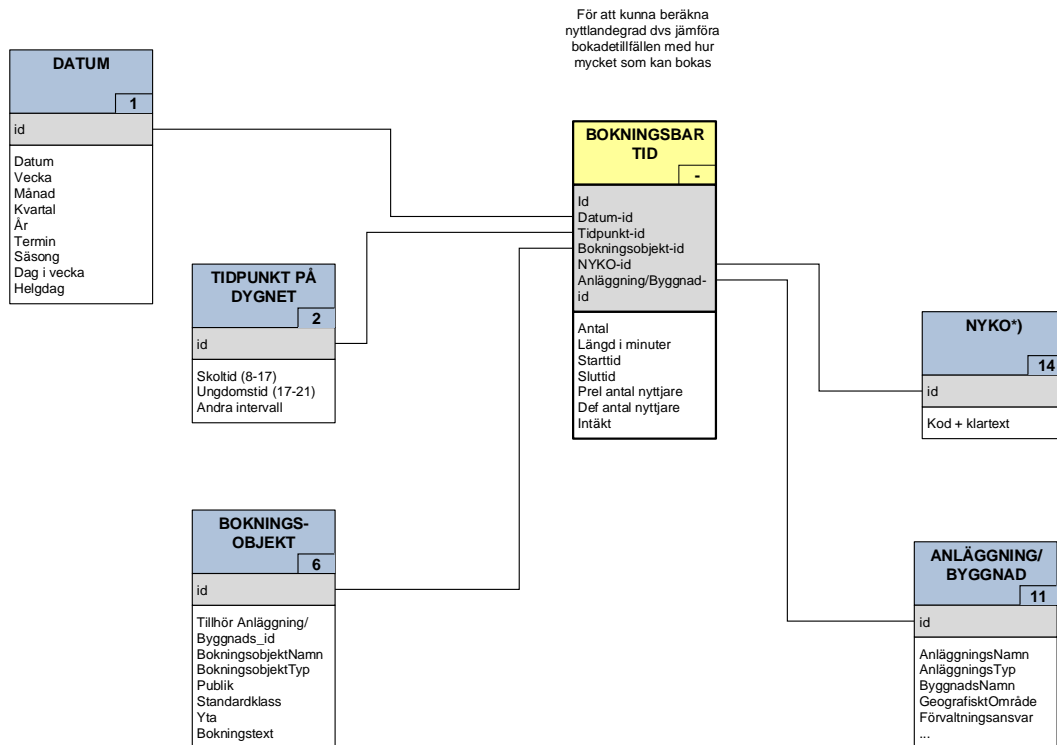 För att kunna beräkna
nyttlandegrad dvs jämföra
bokadetillfällen med hur
mycket som kan bokas
DATUM
1
id
Datum
Vecka
Månad
Kvartal
År
Termin
Säsong
Dag i vecka
Helgdag
BOKNINGSBAR
TID
-
Id
Datum-id
Tidpunkt-id
Bokningsobjekt-id
NYKO-id
Anläggning/Byggnad-
id
Antal
Längd i minuter
Starttid
Sluttid
Prel antal nyttjare
Def antal nyttjare
Intäkt
TIDPUNKT PÅ
DYGNET
2
id
Skoltid (8-17)
Ungdomstid (17-21)
Andra intervall
NYKO*)
14
id
Kod + klartext
BOKNINGS-
OBJEKT
6
id
Tillhör Anläggning/
Byggnads_id
BokningsobjektNamn
BokningsobjektTyp
Publik
Standardklass
Yta
Bokningstext
ANLÄGGNING/
BYGGNAD
11
id
AnläggningsNamn
AnläggningsTyp
ByggnadsNamn
GeografisktOmråde
Förvaltningsansvar
...